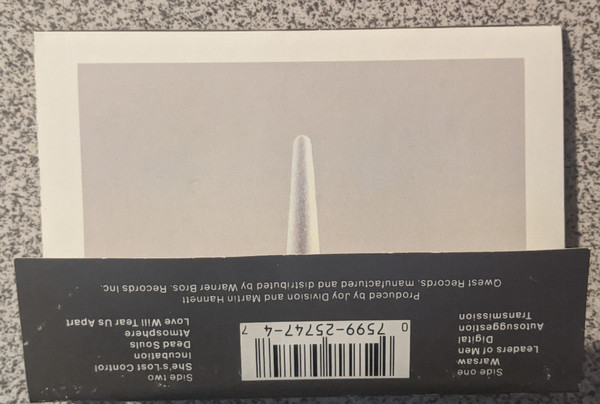 Side one
Warsaw
Leaders of Men
Digital
Autosuggestion
Transmission
0 7599-25747-4 7
Side two
She's Lost Control
Incubation
Dead Souls
Atmosphere
Love Will Tear Us Apart
Produced by Joy Division and Martin Hannett
Qwest Records. manufactured and distributed by Warner Bros. Records Inc.